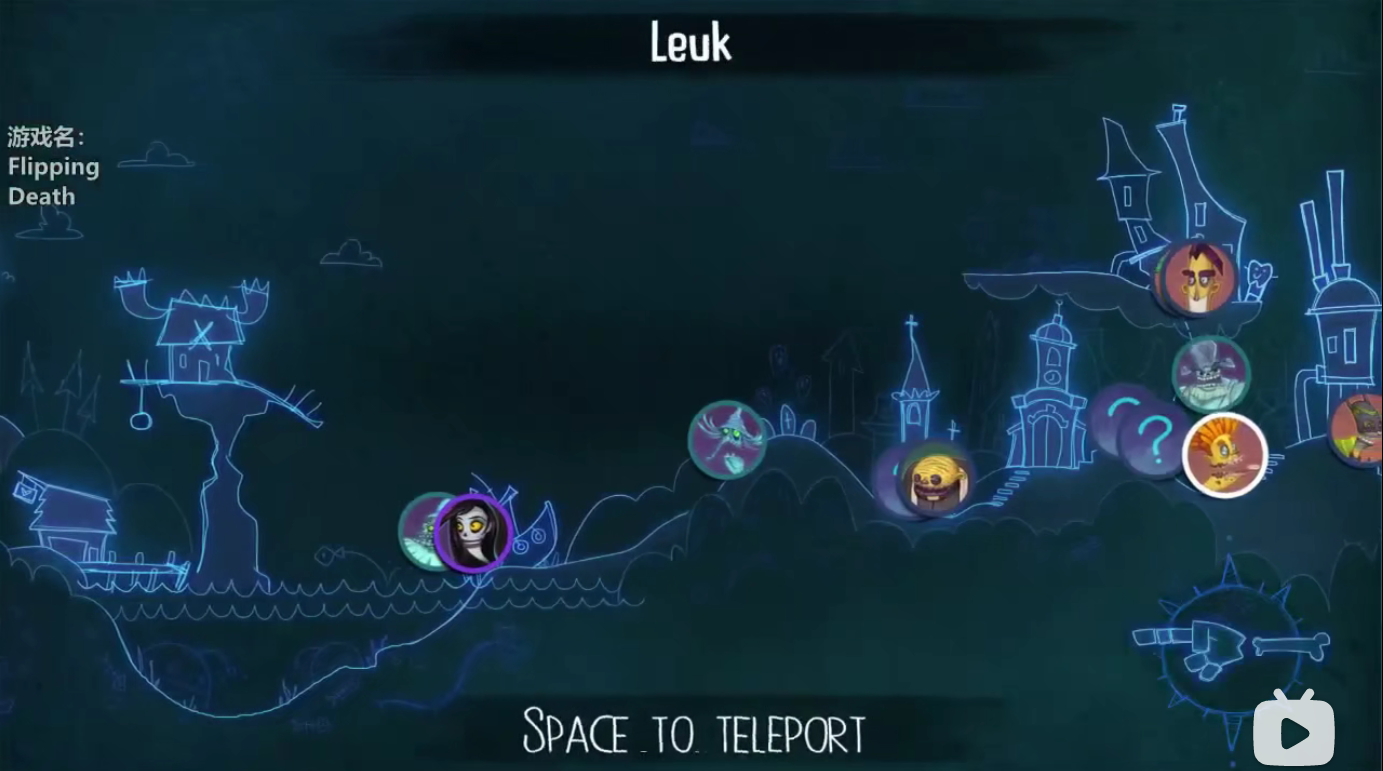 Leuk
游戏名：
Flipping
Death
?
SPACE TO TELEPORT